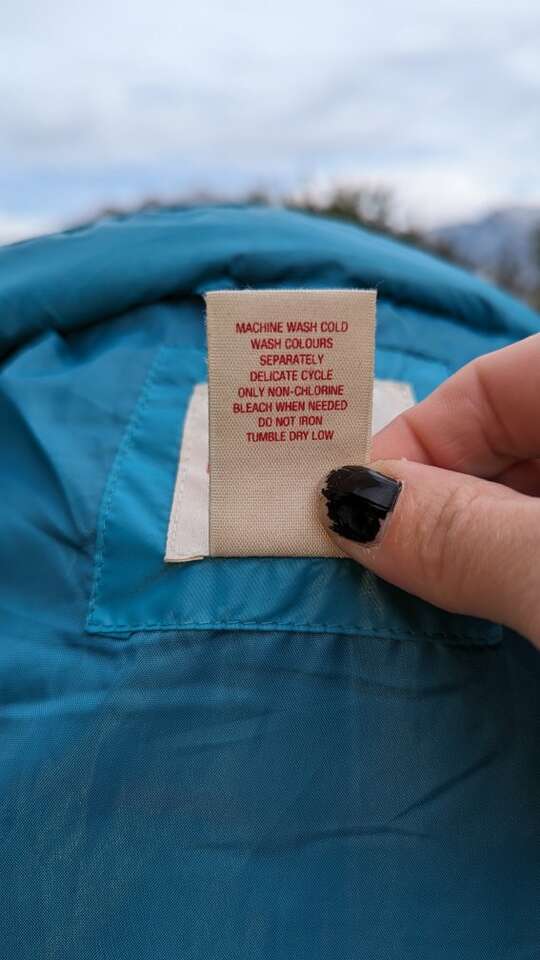 MACHINE WASH COLD
WASH COLOURS
SEPARATELY
DELICATE CYCLE
ONLY NON-CHLORINE
BLEACH WHEN NEEDED
DO NOT IRON
TUMBLE DRY LOW